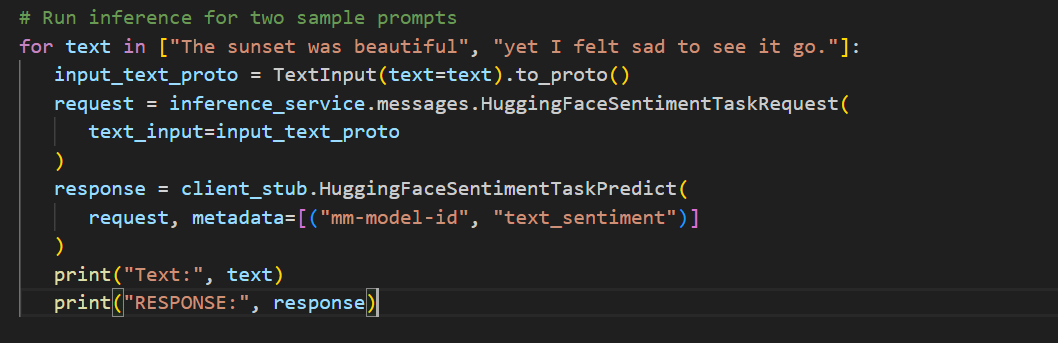 # Run inference for two sample prompts
for text in ["The sunset was beautiful", "yet I felt sad to see it go."]:
   input_text_proto = TextInput(text=text).to_proto()
   request = inference_service.messages.HuggingFaceSentimentTaskRequest(
      text_input=input_text_proto
   )
   response = client_stub.HuggingFaceSentimentTaskPredict(
      request, metadata=[("mm-model-id", "text_sentiment")]
   )
   print("Text:", text)
   print("RESPONSE:", response)